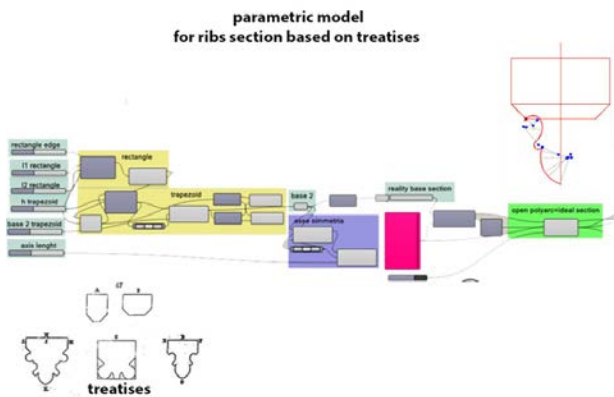 parametric model
for ribs section based on treatises
rectangle edge
l1 rectangle
l2 rectangle
h trapezoid
base 2 trapezoid
axis lenght
rectangle
trapezoid
base 2
asse simmetria
reality base section
open polyarc=ideal section
treatises